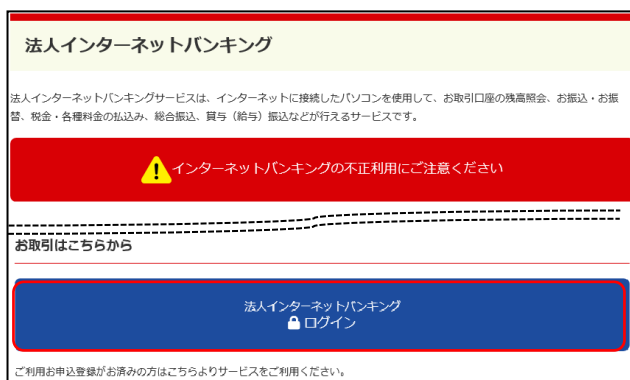 法人インターネットバンキング
法人インターネットバンキングサービスは、インターネットに接続したパソコンを使用して、お取引口座の残高照会、お振込・お振
替、税金・各種料金の払込み、総合振込、賞与（給与）振込などが行えるサービスです。
インターネットバンキングの不正利用にご注意ください
お取引はこちらから
法人インターネットバンキング
ログイン
ご利用お申込登録がお済みの方はこちらよりサービスをご利用ください。